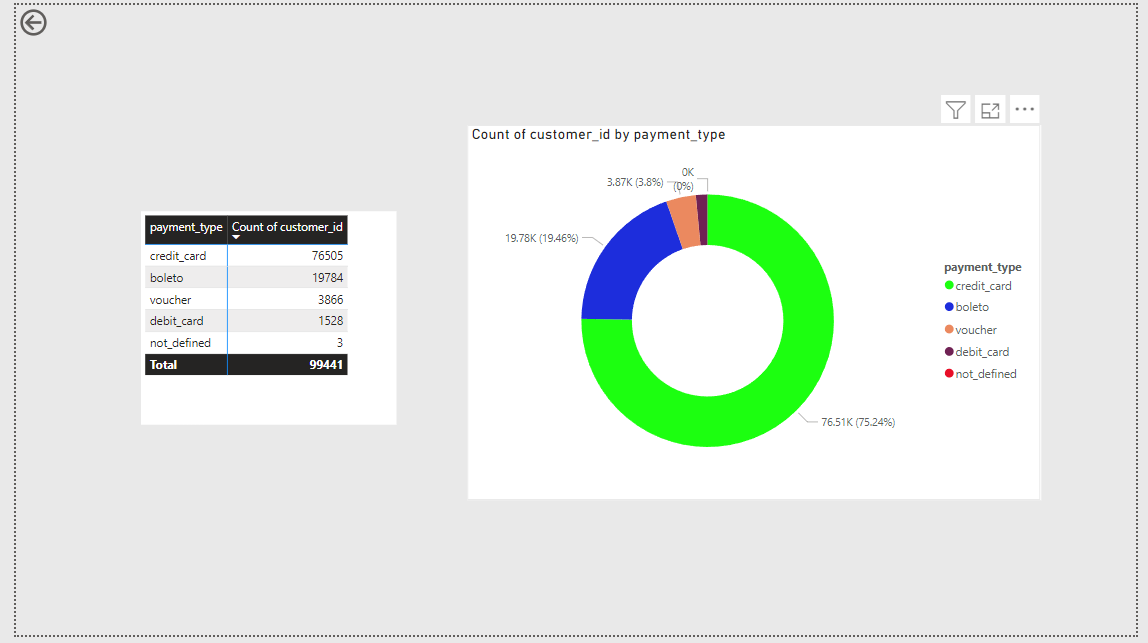 payment_type Count of customer_id
credit_card 76505
boleto 19784
voucher 3866
debit_card 1528
not_defined 3
Total 99441
Count of customer_id by payment_type
0K
(0%)
3.87K (3.8%)
19.78K (19.46%)
76.51K (75.24%)
payment_type
credit_card
boleto
voucher
debit_card
not_defined